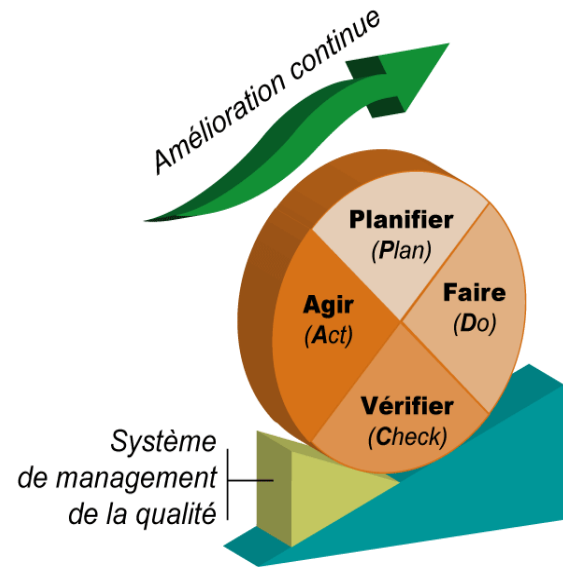 Amélioration continue
Planifier
(Plan)
Faire
(Do)
Agir
(Act)
Vérifier
(Check)
Système
de management
de la qualité